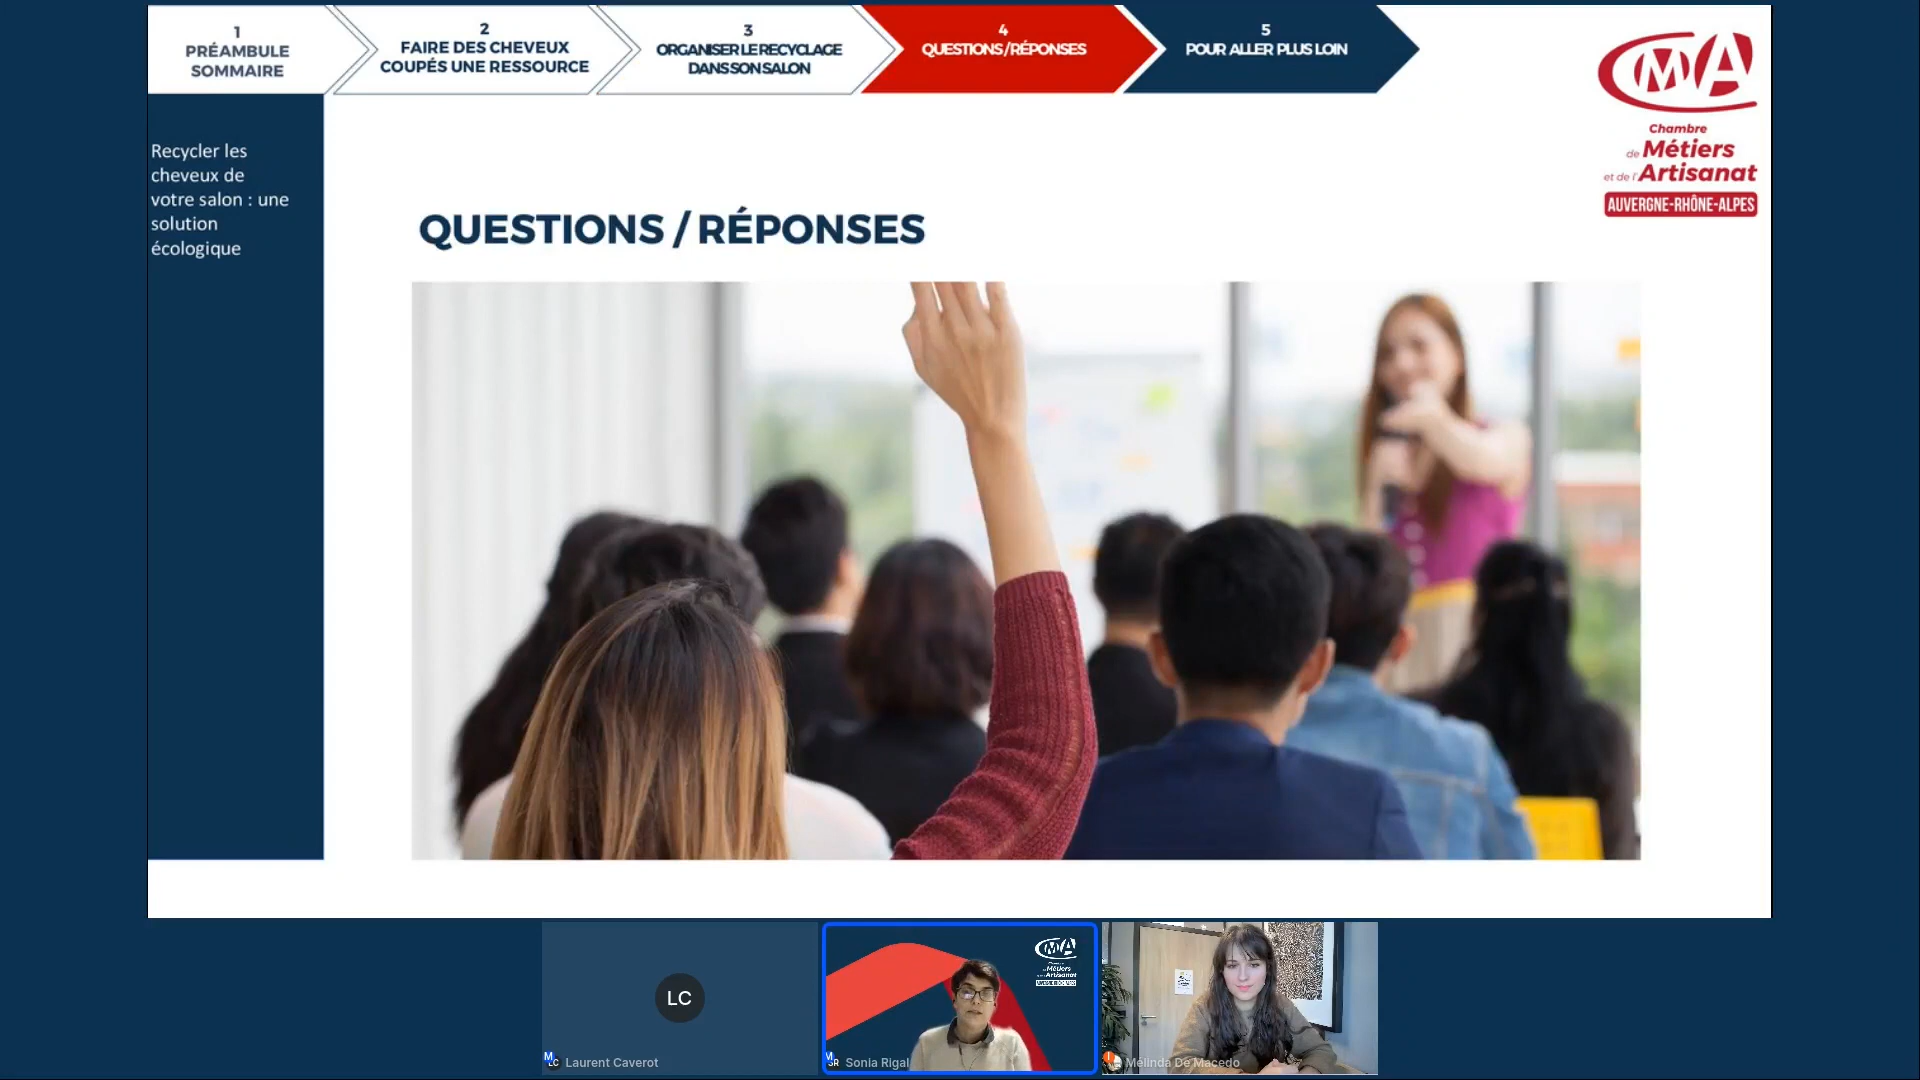 1
PRÉAMBULE
SOMMAIRE
2
FAIRE DES CHEVEUX
COUPÉS UNE RESSOURCE
3
ORGANISER LE RECYCLAGE
DANS SON SALON
4
QUESTIONS/RÉPONSES
5
POUR ALLER PLUS LOIN
CMA
Chambre
de Métiers
et de l'Artisanat
AUVERGNE-RHÔNE-ALPES
Recycler les
cheveux de
votre salon : une
solution
écologique
QUESTIONS / RÉPONSES
LC
Laurent Caverot
Sonia Rigal
Mélinda De Macedo